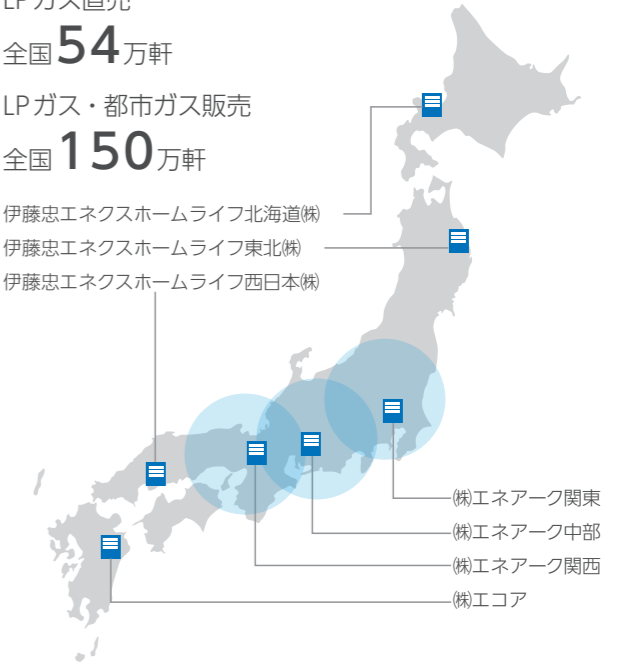 LPガス直売
全国54万軒
LPガス・都市ガス販売
全国150万軒
伊藤忠エネクスホームライフ北海道㈱
伊藤忠エネクスホームライフ東北㈱
伊藤忠エネクスホームライフ西日本㈱
㈱エネアーク関東
㈱エネアーク中部
㈱エネアーク関西
㈱エコア